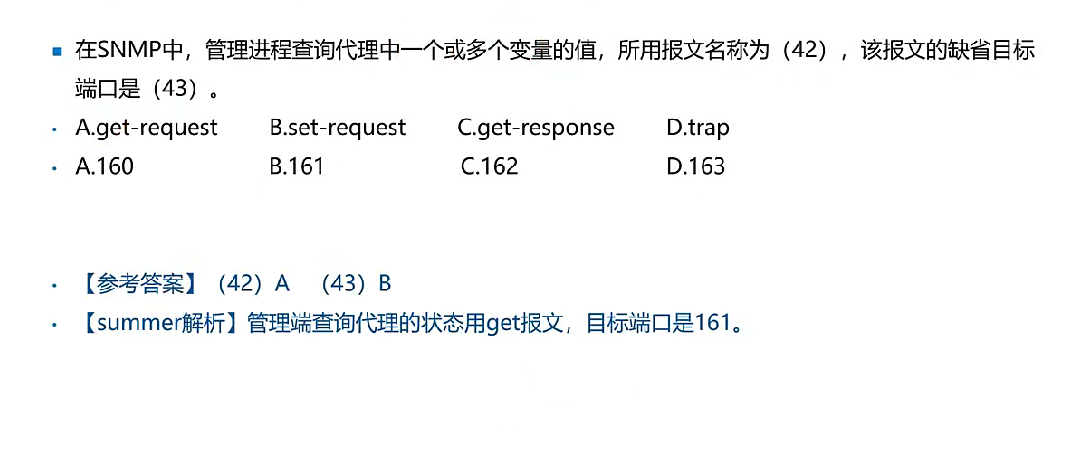 在SNMP中，管理进程查询代理中一个或多个变量的值，所用报文名称为（42），该报文的缺省目标
端口是（43）。
A.get-request B.set-request C.get-response D.trap
A.160 B.161 C.162 D.163
【参考答案】（42）A （43）B
【summer解析】管理端查询代理的状态用get报文，目标端口是161。